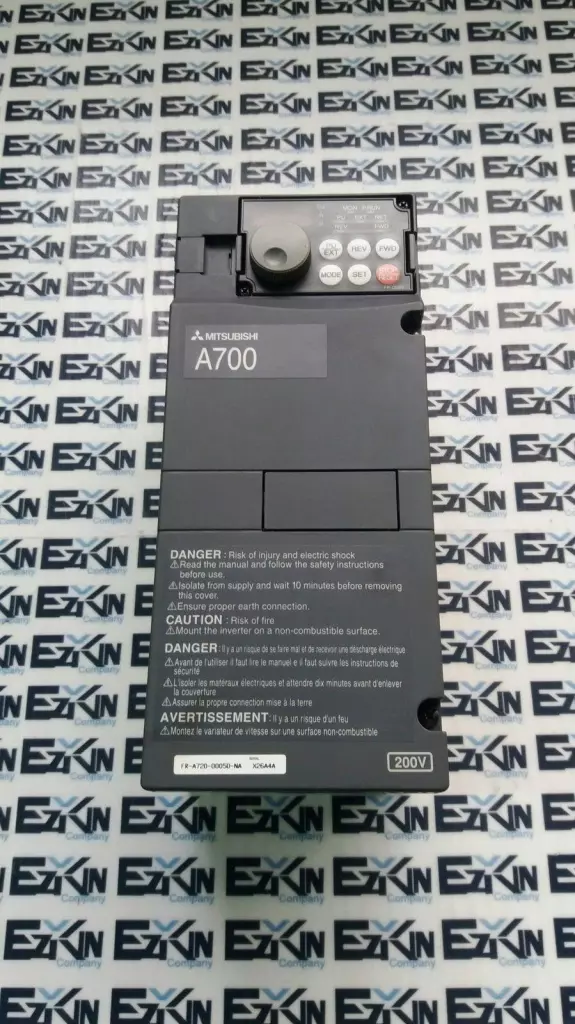 MON P.RUN
PU EXT NET
REV FWD
PU
EXT
REV
FWD
MODE
SET
MITSUBISHI
A700
DANGER : Risk of injury and electric shock
⚠Read the manual and follow the safety instructions
before use.
⚠Isolate from supply and wait 10 minutes before removing
this cover.
⚠Ensure proper earth connection.
CAUTION : Risk of fire
⚠Mount the inverter on a non-combustible surface.
DANGER : Il y a un risque de se faire mal et de recevoir une déscharge électrique
⚠Avant de l'utiliser il faut lire le manuel e il faut suivre les instructions de
sécurité
⚠L'isoler les matéraux électriques et attendre dix minutes avant d'enlever
la couverture
⚠Assurer la propre connection mise à la terre
AVERTISSEMENT : Il y a un risque d'un feu
⚠Montez le variateur de vitesse sur une surface non-combustible
FR-A720-00050-NA SERIAL X26A4A
200V
EZIXIN
Company